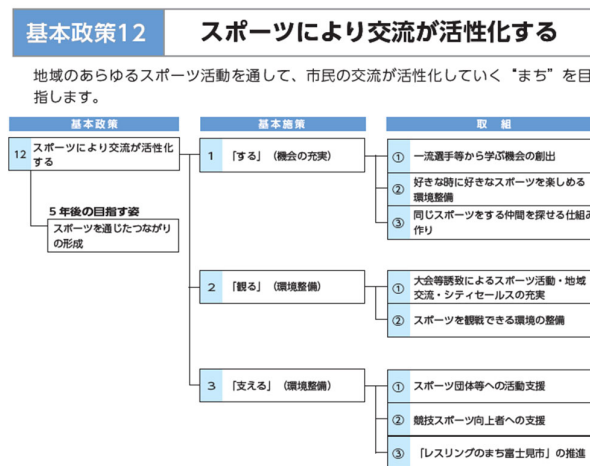 基本政策12 スポーツにより交流が活性化する
地域のあらゆるスポーツ活動を通して、市民の交流が活性化していく“まち”を目
指します。
基本政策
12
スポーツにより交流が活性化
する
5年後の目指す姿
スポーツを通じたつながり
の形成
基本施策
1 「する」(機会の充実)
2 「観る」(環境整備)
3 「支える」(環境整備)
取 組
① 一流選手等から学ぶ機会の創出
② 好きな時に好きなスポーツを楽しめる
環境整備
③ 同じスポーツをする仲間を探せる仕組み
作り
① 大会等誘致によるスポーツ活動・地域
交流・シティセールスの充実
② スポーツを観戦できる環境の整備
① スポーツ団体等への活動支援
② 競技スポーツ向上者への支援
③ 「レスリングのまち富士見市」の推進